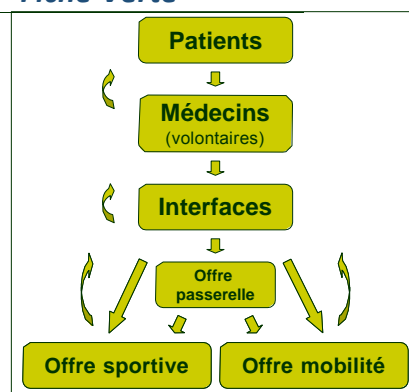 Patients
Médecins
(volontaires)
Interfaces
Offre
passerelle
Offre sportive
Offre mobilité